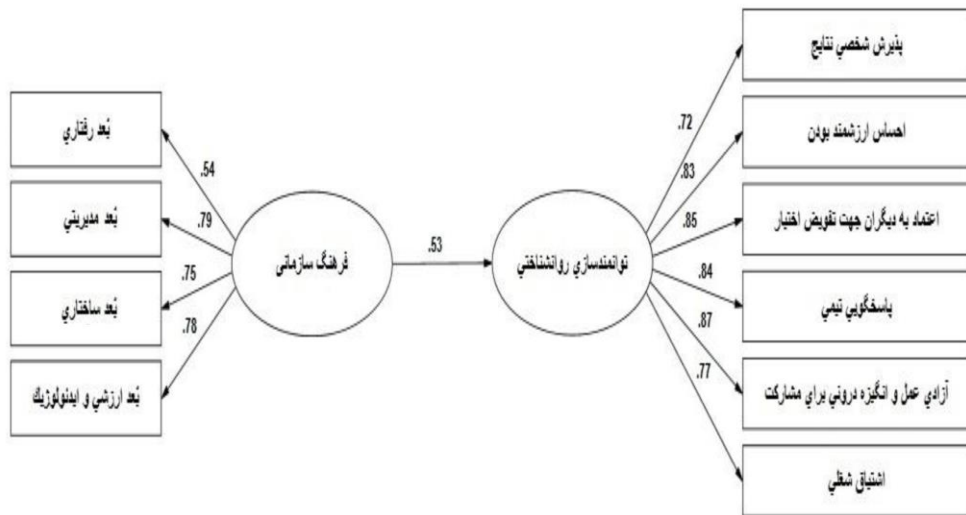 پذيرش شخصي نتايج
احساس ارزشمند بودن
اعتماد به ديگران جهت تفويض اختيار
پاسخگويي تيمي
آزادي عمل و انگيزه دروني براي مشاركت
اشتياق شغلي
.72
.83
.85
.84
.87
.77
توانمندسازي روانشناختي
.53
فرهنگ سازمانی
.54
.79
.75
.78
بُعد رفتاري
بُعد مديريتي
بُعد ساختاري
بُعد ارزشي و ايدئولوژيك